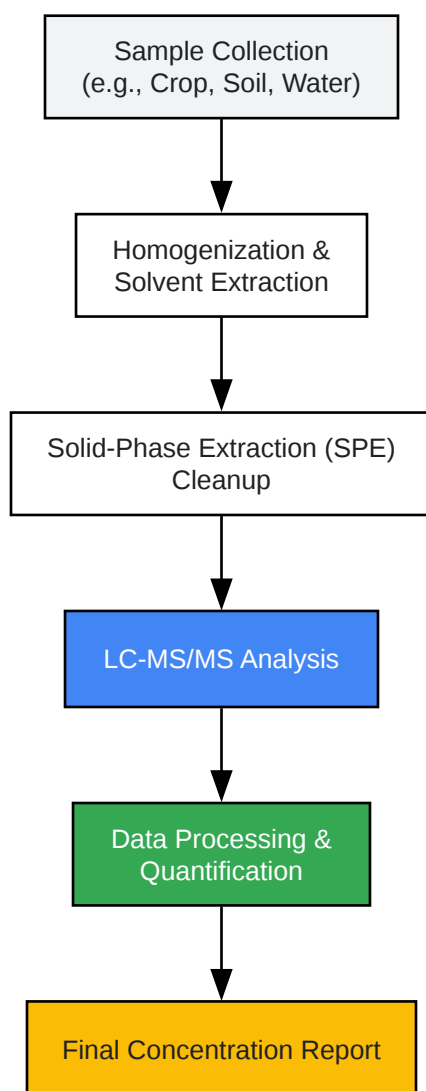 Sample Collection
(e.g., Crop, Soil, Water)
Homogenization &
Solvent Extraction
Solid-Phase Extraction (SPE)
Cleanup
LC-MS/MS Analysis
Data Processing &
Quantification
Final Concentration Report